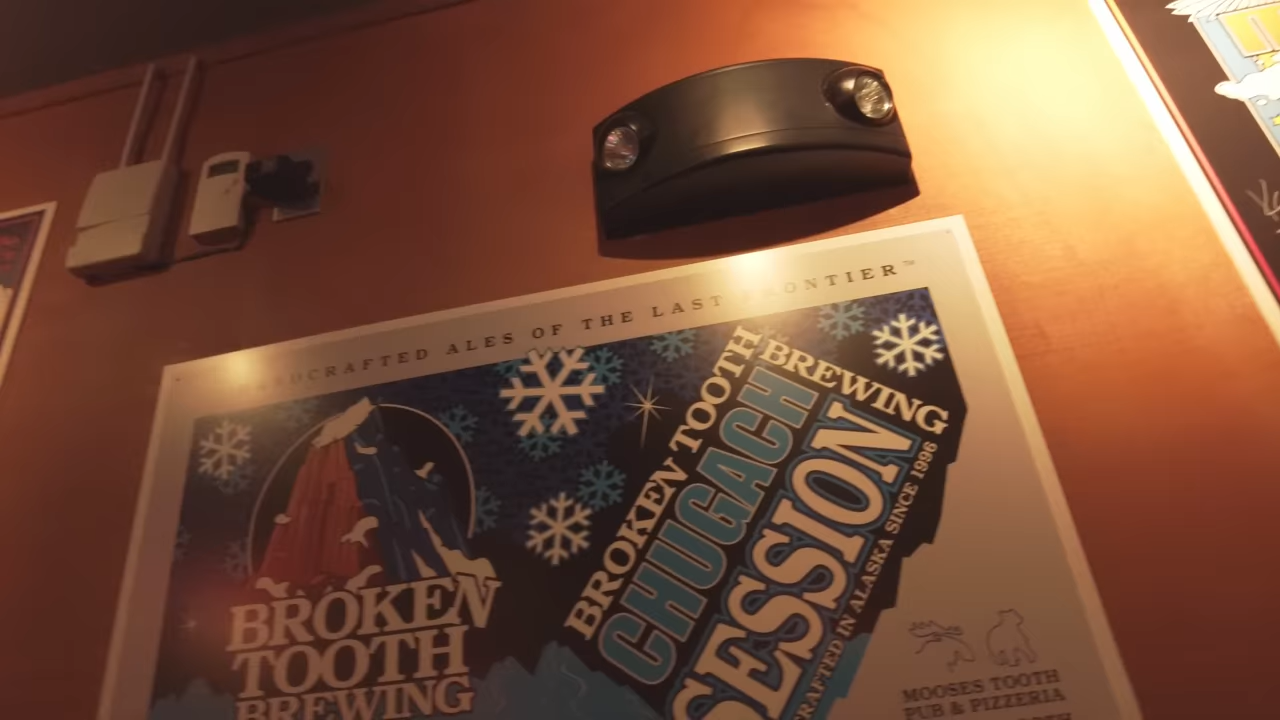 HANDCRAFTED ALES OF THE LAST FRONTIER™
BROKEN TOOTH BREWING
CHUGACH
SESSION
CRAFTED IN ALASKA SINCE 1996
BROKEN
TOOTH
BREWING
MOOSES TOOTH
PUB & PIZZERIA